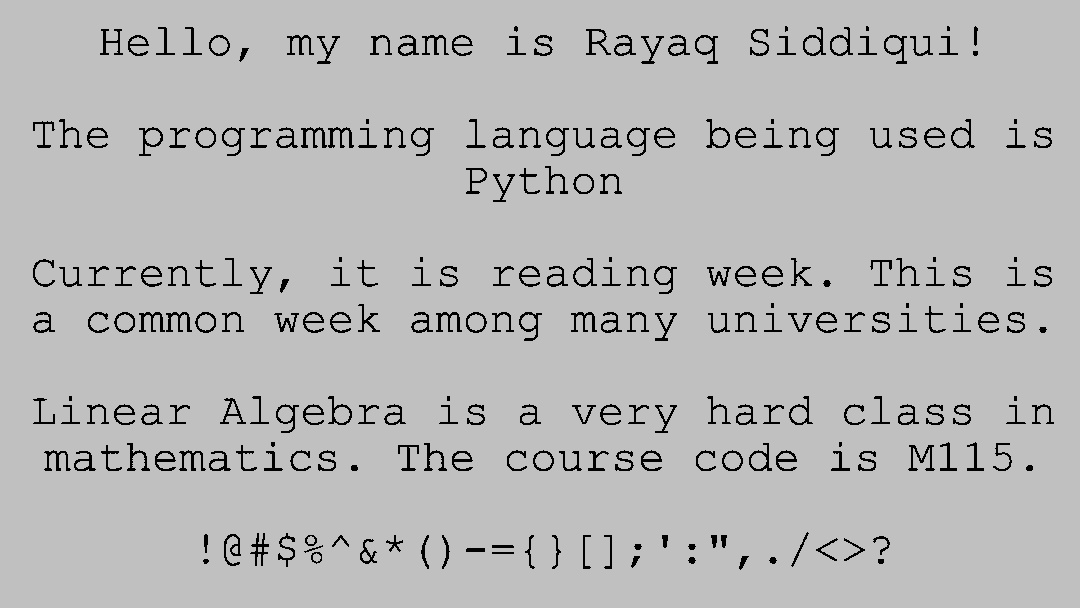 Hello, my name is Rayaq Siddiqui!
The programming language being used is
Python
Currently, it is reading week. This is
a common week among many universities.
Linear Algebra is a very hard class in
mathematics. The course code is M115.
!@#$%^&*()-={}[];':",./<>?